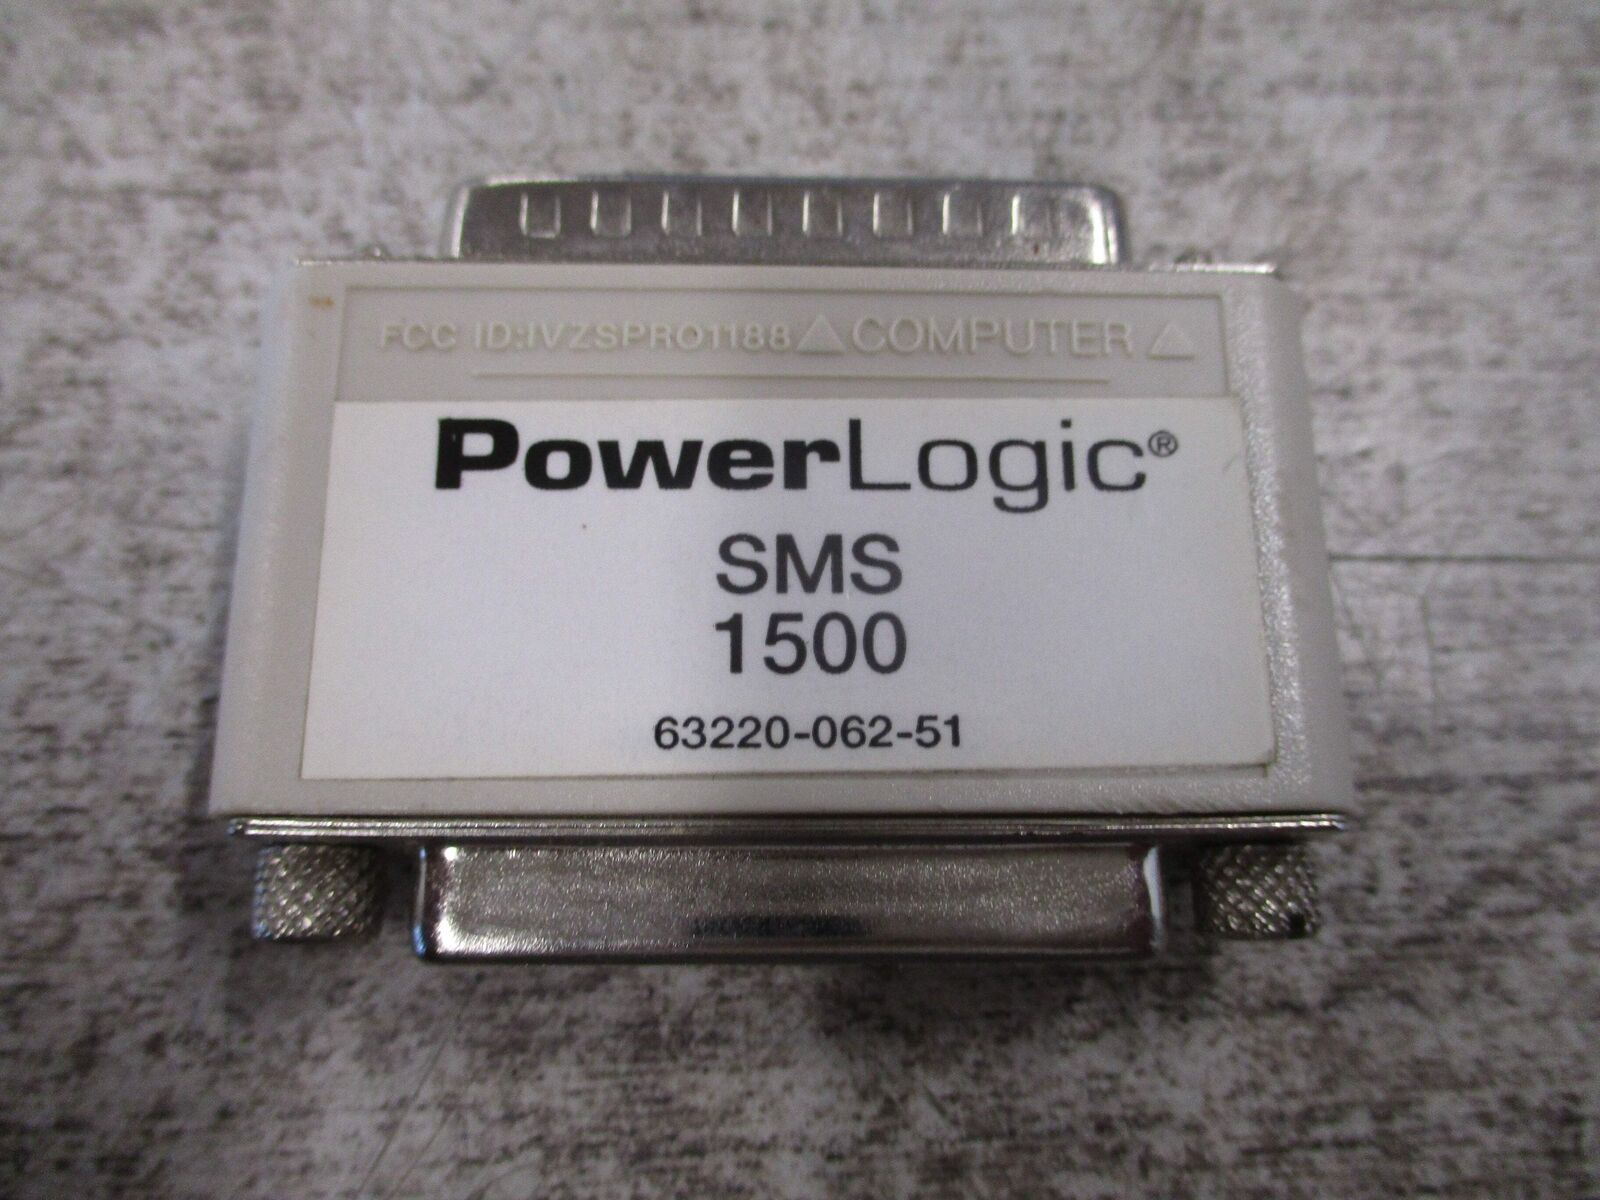 FCC ID:IVZSPRO1188 △ COMPUTER △
PowerLogic®
SMS
1500
63220-062-51